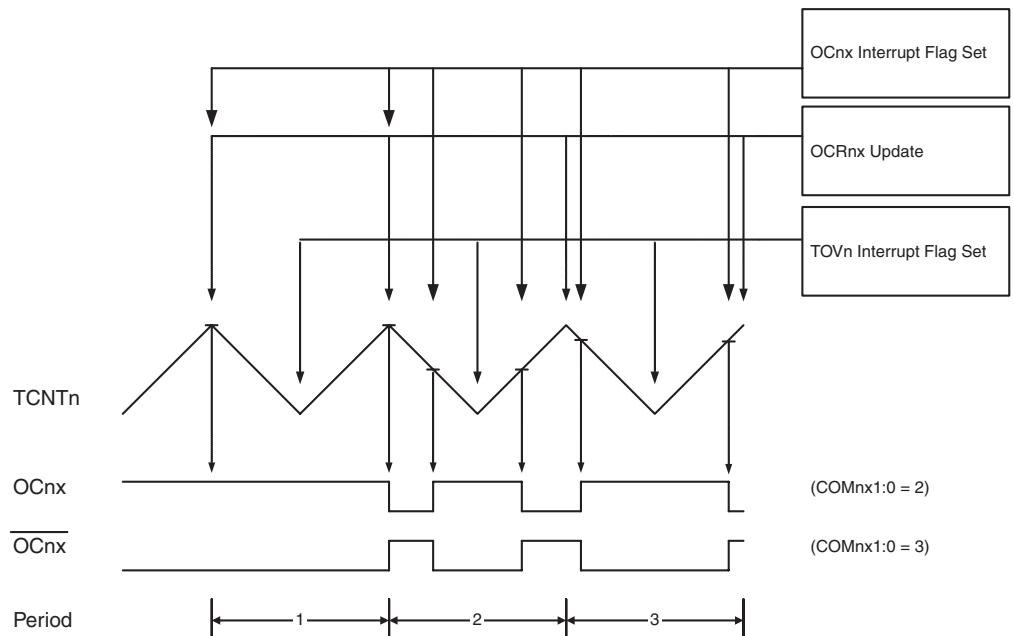 OCnx Interrupt Flag Set
OCRnx Update
TOVn Interrupt Flag Set
TCNTn
OCnx
(COMnx1:0 = 2)
OCnx
(COMnx1:0 = 3)
Period
1
2
3